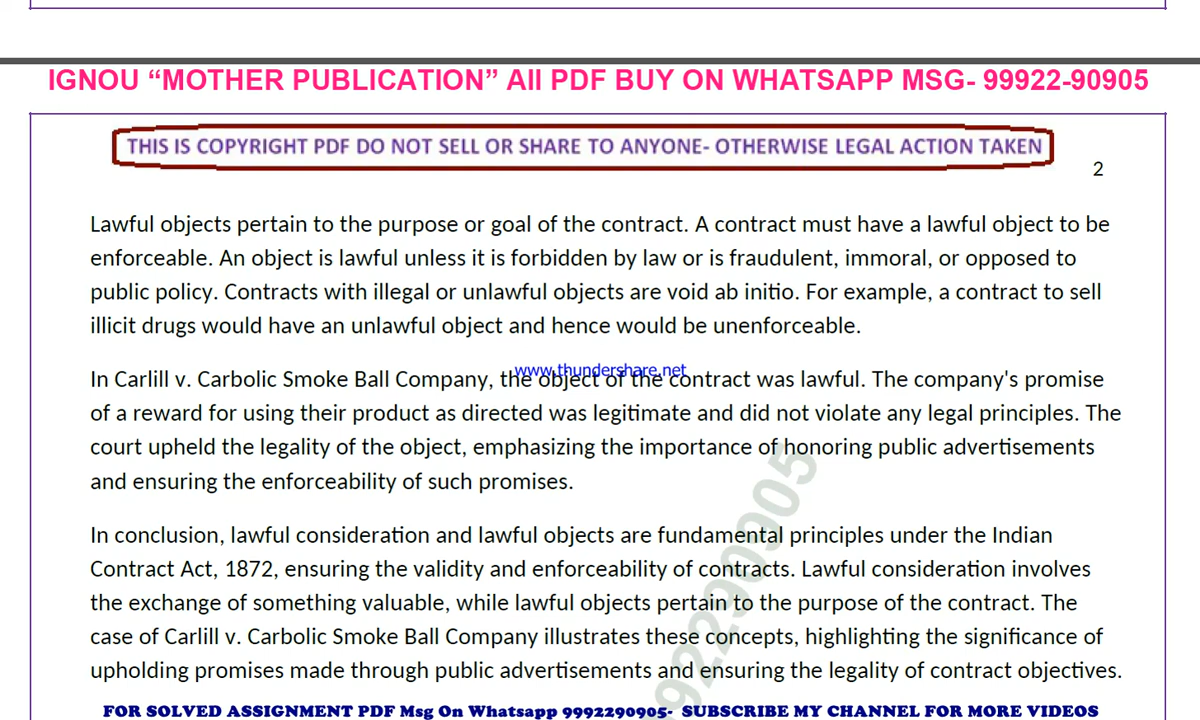 IGNOU “MOTHER PUBLICATION” All PDF BUY ON WHATSAPP MSG- 99922-90905
THIS IS COPYRIGHT PDF DO NOT SELL OR SHARE TO ANYONE- OTHERWISE LEGAL ACTION TAKEN
2
Lawful objects pertain to the purpose or goal of the contract. A contract must have a lawful object to be
enforceable. An object is lawful unless it is forbidden by law or is fraudulent, immoral, or opposed to
public policy. Contracts with illegal or unlawful objects are void ab initio. For example, a contract to sell
illicit drugs would have an unlawful object and hence would be unenforceable.
www.thundershare.net
In Carlill v. Carbolic Smoke Ball Company, the object of the contract was lawful. The company's promise
of a reward for using their product as directed was legitimate and did not violate any legal principles. The
court upheld the legality of the object, emphasizing the importance of honoring public advertisements
and ensuring the enforceability of such promises.
In conclusion, lawful consideration and lawful objects are fundamental principles under the Indian
Contract Act, 1872, ensuring the validity and enforceability of contracts. Lawful consideration involves
the exchange of something valuable, while lawful objects pertain to the purpose of the contract. The
case of Carlill v. Carbolic Smoke Ball Company illustrates these concepts, highlighting the significance of
upholding promises made through public advertisements and ensuring the legality of contract objectives.
92290905
FOR SOLVED ASSIGNMENT PDF Msg On Whatsapp 9992290905- SUBSCRIBE MY CHANNEL FOR MORE VIDEOS